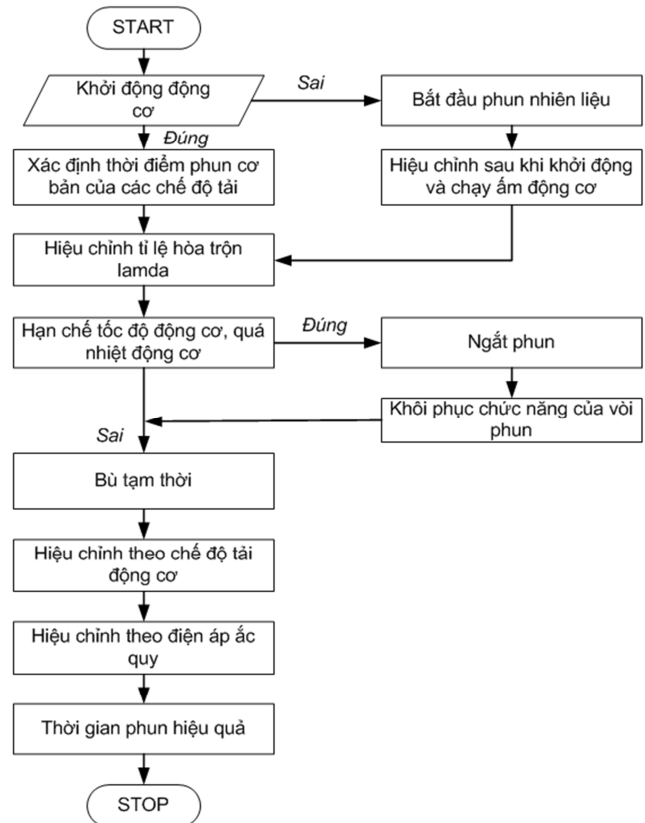 START
Khởi động động
cơ
Sai
Bắt đầu phun nhiên liệu
Đúng
Xác định thời điểm phun cơ
bản của các chế độ tải
Hiệu chỉnh sau khi khởi động
và chạy ấm động cơ
Hiệu chỉnh tỉ lệ hòa trộn
lamda
Hạn chế tốc độ động cơ, quá
nhiệt động cơ
Đúng
Ngắt phun
Khôi phục chức năng của vòi
phun
Sai
Bù tạm thời
Hiệu chỉnh theo chế độ tải
động cơ
Hiệu chỉnh theo điện áp ắc
quy
Thời gian phun hiệu quả
STOP